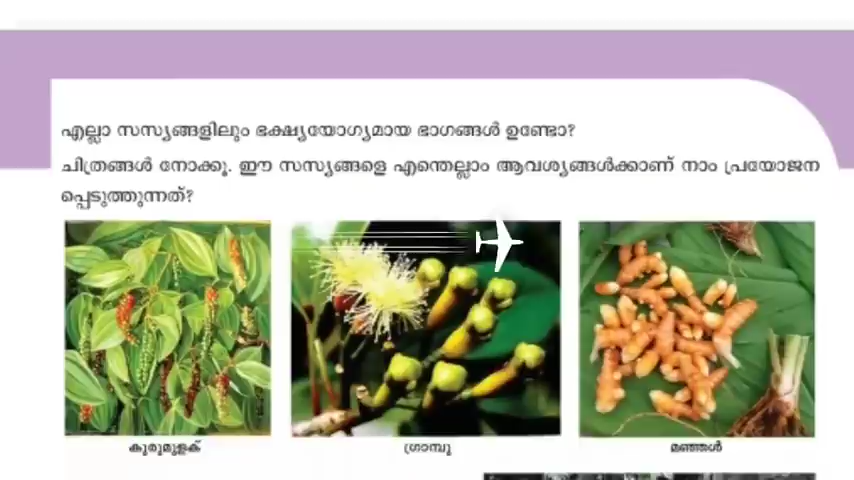 എല്ലാ സസ്യങ്ങളിലും ഭക്ഷ്യയോഗ്യമായ ഭാഗങ്ങൾ ഉണ്ടോ?
ചിത്രങ്ങൾ നോക്കൂ. ഈ സസ്യങ്ങളെ എന്തെല്ലാം ആവശ്യങ്ങൾക്കാണ് നാം പ്രയോജന
പ്പെടുത്തുന്നത്?
കുരുമുളക് ഗ്രാമ്പൂ മഞ്ഞൾ